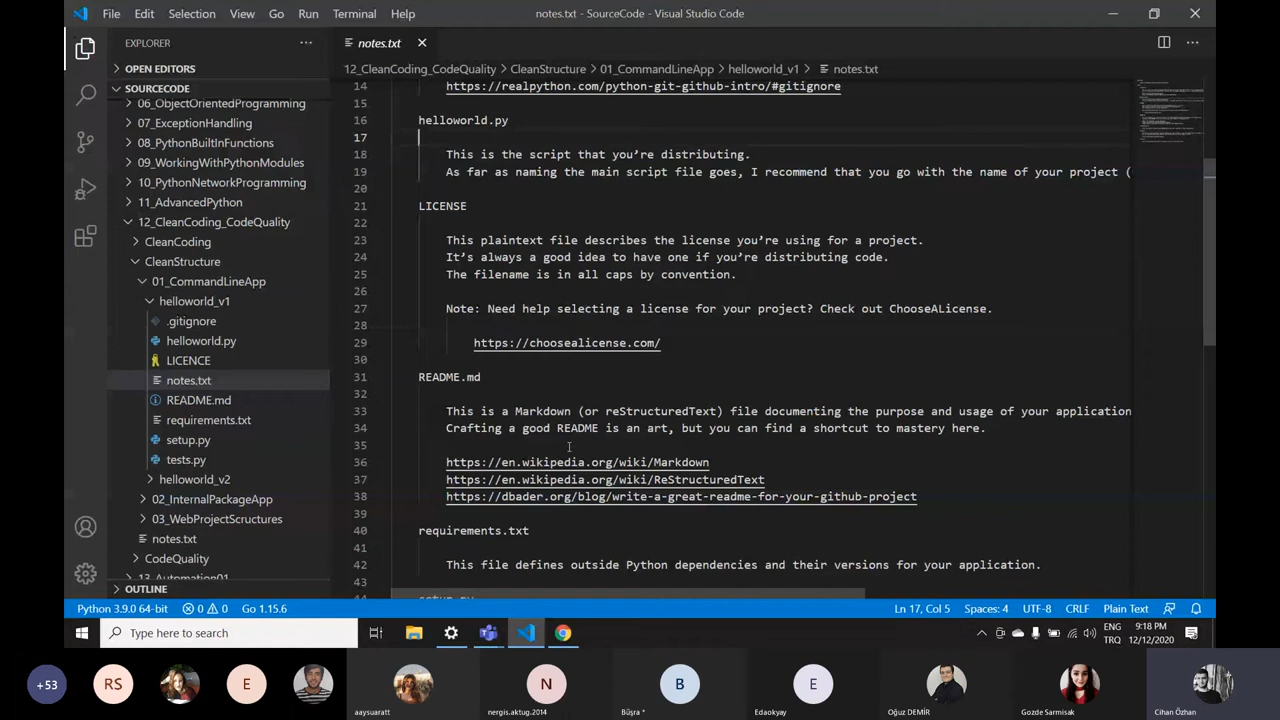 File Edit Selection View Go Run Terminal Help
notes.txt - SourceCode - Visual Studio Code
EXPLORER
OPEN EDITORS
SOURCECODE
06_ObjectOrientedProgramming
07_ExceptionHandling
08_PythonBuiltInFunctions
09_WorkingWithPythonModules
10_PythonNetworkProgramming
11_AdvancedPython
12_CleanCoding_CodeQuality
CleanCoding
CleanStructure
01_CommandLineApp
helloworld_v1
.gitignore
helloworld.py
LICENCE
notes.txt
README.md
requirements.txt
setup.py
tests.py
helloworld_v2
02_InternalPackageApp
03_WebProjectScructures
notes.txt
CodeQuality
13_Automation01
OUTLINE
notes.txt
12_CleanCoding_CodeQuality > CleanStructure > 01_CommandLineApp > helloworld_v1 > notes.txt
14 https://realpython.com/python-git-github-intro/#gitignore
15
16 helloworld.py
17
18 This is the script that you’re distributing.
19 As far as naming the main script file goes, I recommend that you go with the name of your project (
20
21 LICENSE
22
23 This plaintext file describes the license you’re using for a project.
24 It’s always a good idea to have one if you’re distributing code.
25 The filename is in all caps by convention.
26
27 Note: Need help selecting a license for your project? Check out ChooseALicense.
28
29 https://choosealicense.com/
30
31 README.md
32
33 This is a Markdown (or reStructuredText) file documenting the purpose and usage of your application
34 Crafting a good README is an art, but you can find a shortcut to mastery here.
35
36 https://en.wikipedia.org/wiki/Markdown
37 https://en.wikipedia.org/wiki/ReStructuredText
38 https://dbader.org/blog/write-a-great-readme-for-your-github-project
39
40 requirements.txt
41
42 This file defines outside Python dependencies and their versions for your application.
43
44 setup.py
Python 3.9.0 64-bit 0 0 Go 1.15.6
Ln 17, Col 5 Spaces: 4 UTF-8 CRLF Plain Text
Type here to search
ENG
TRQ
9:18 PM
12/12/2020
+53 RS E N B E
aaysuaratt nergis.aktug.2014 Büşra * Edaokyay Oğuz DEMİR Gozde Sarmisak Cihan Özhan